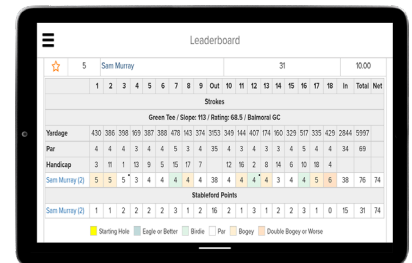 Leaderboard
5 Sam Murray 31 10.00
1 2 3 4 5 6 7 8 9 Out 10 11 12 13 14 15 16 17 18 In Total Net
Strokes
Green Tee / Slope: 113 / Rating: 68.5 / Balmoral GC
Yardage 430 386 398 169 387 388 478 143 374 3153 349 144 407 174 160 329 517 335 429 2844 5997
Par 4 4 4 3 4 4 5 3 4 35 4 3 4 3 3 4 5 4 4 34 69
Handicap 3 11 1 13 9 5 15 17 7 12 16 2 8 14 6 10 18 4
Sam Murray (2) 5 5 5 3 4 4 4 4 4 38 4 4 4 4 3 4 4 5 6 38 76 74
Stableford Points
Sam Murray (2) 1 1 2 2 2 2 3 1 2 16 2 1 3 1 2 2 3 1 0 15 31 74
Starting Hole Eagle or Better Birdie Par Bogey Double Bogey or Worse